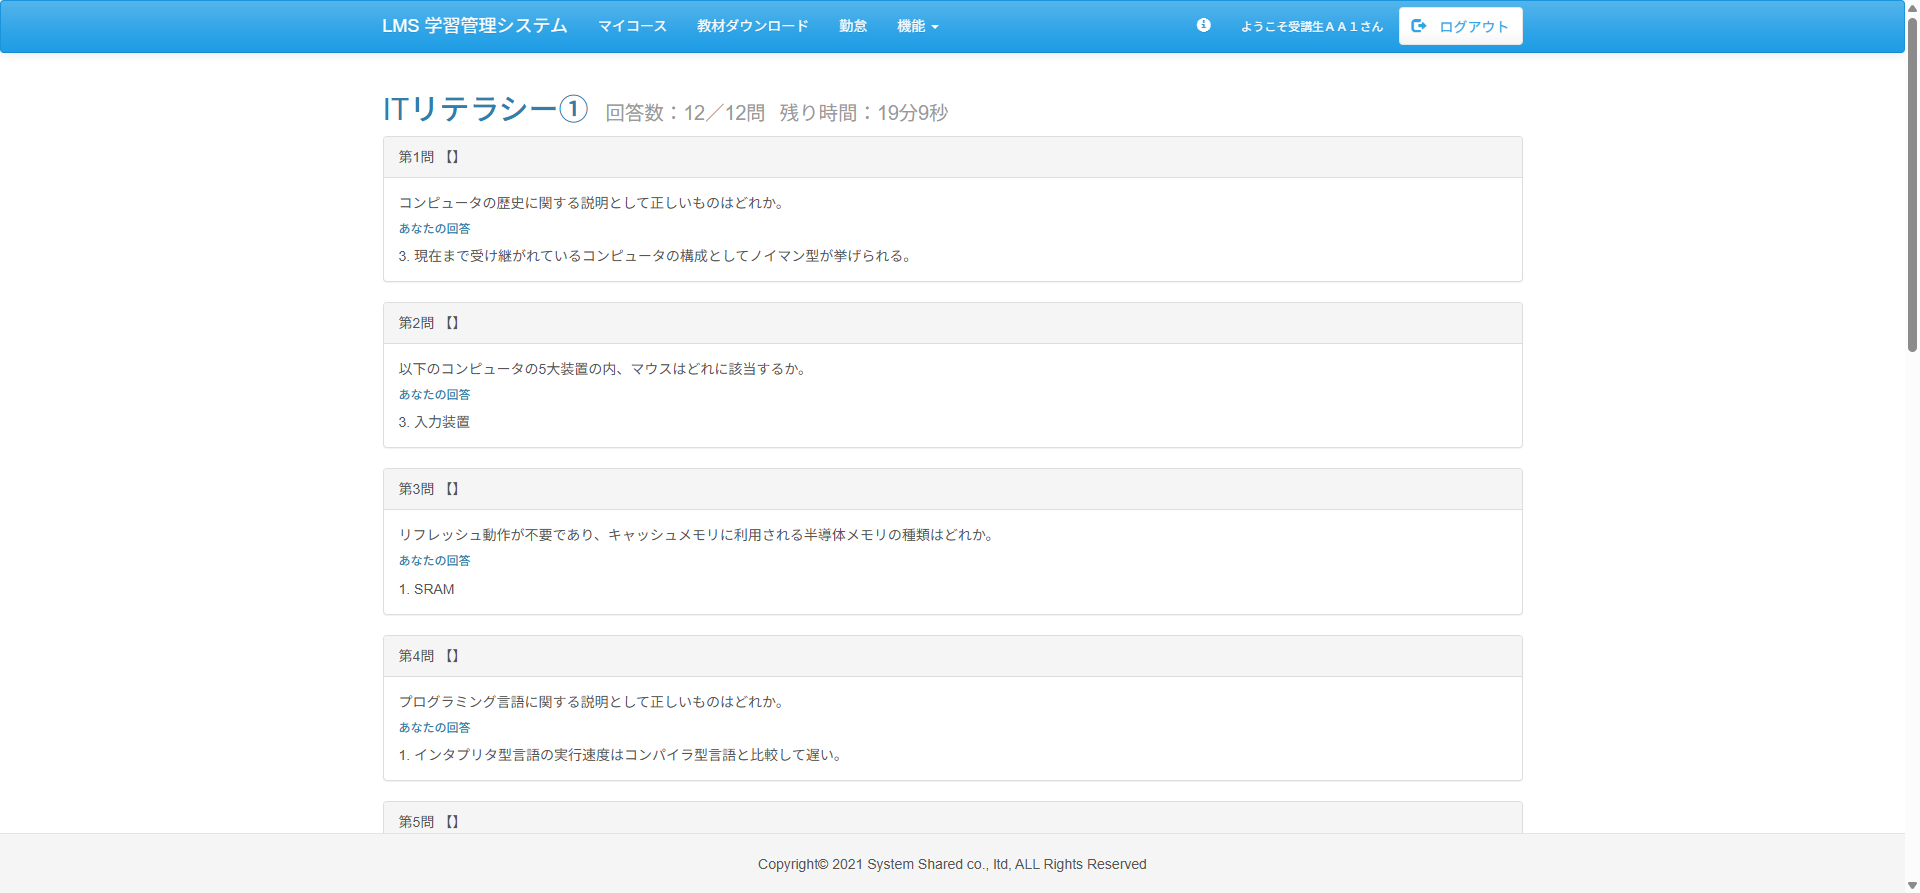 LMS 学習管理システム マイコース 教材ダウンロード 勤怠 機能 ようこそ受講生ＡＡ１さん ログアウト
ITリテラシー① 回答数：12／12問 残り時間：19分9秒
第1問 【】
コンピュータの歴史に関する説明として正しいものはどれか。
あなたの回答
3. 現在まで受け継がれているコンピュータの構成としてノイマン型が挙げられる。
第2問 【】
以下のコンピュータの5大装置の内、マウスはどれに該当するか。
あなたの回答
3. 入力装置
第3問 【】
リフレッシュ動作が不要であり、キャッシュメモリに利用される半導体メモリの種類はどれか。
あなたの回答
1. SRAM
第4問 【】
プログラミング言語に関する説明として正しいものはどれか。
あなたの回答
1. インタプリタ型言語の実行速度はコンパイラ型言語と比較して遅い。
第5問 【】
Copyright© 2021 System Shared co., ltd, ALL Rights Reserved